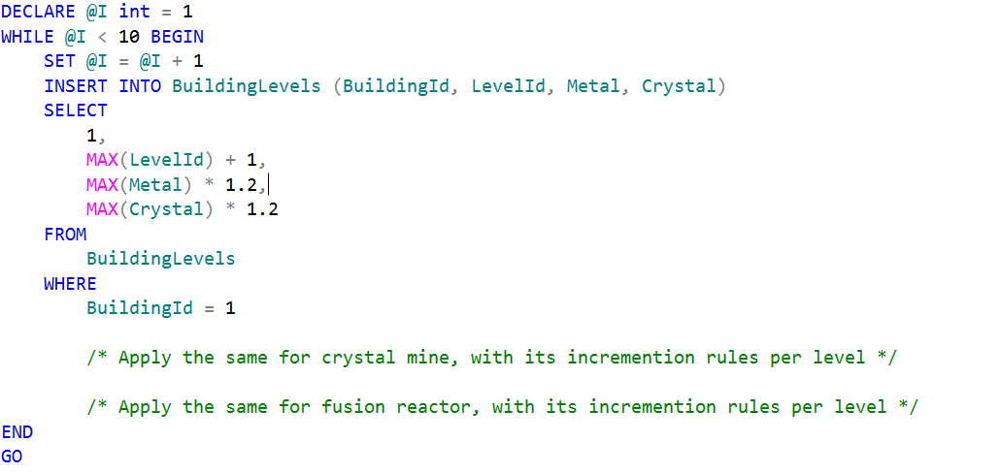 DECLARE @I int = 1
WHILE @I < 10 BEGIN
    SET @I = @I + 1
    INSERT INTO BuildingLevels (BuildingId, LevelId, Metal, Crystal)
    SELECT
        1,
        MAX(LevelId) + 1,
        MAX(Metal) * 1.2,
        MAX(Crystal) * 1.2
    FROM
        BuildingLevels
    WHERE
        BuildingId = 1
        /* Apply the same for crystal mine, with its incremention rules per level */
        /* Apply the same for fusion reactor, with its incremention rules per level */
END
GO